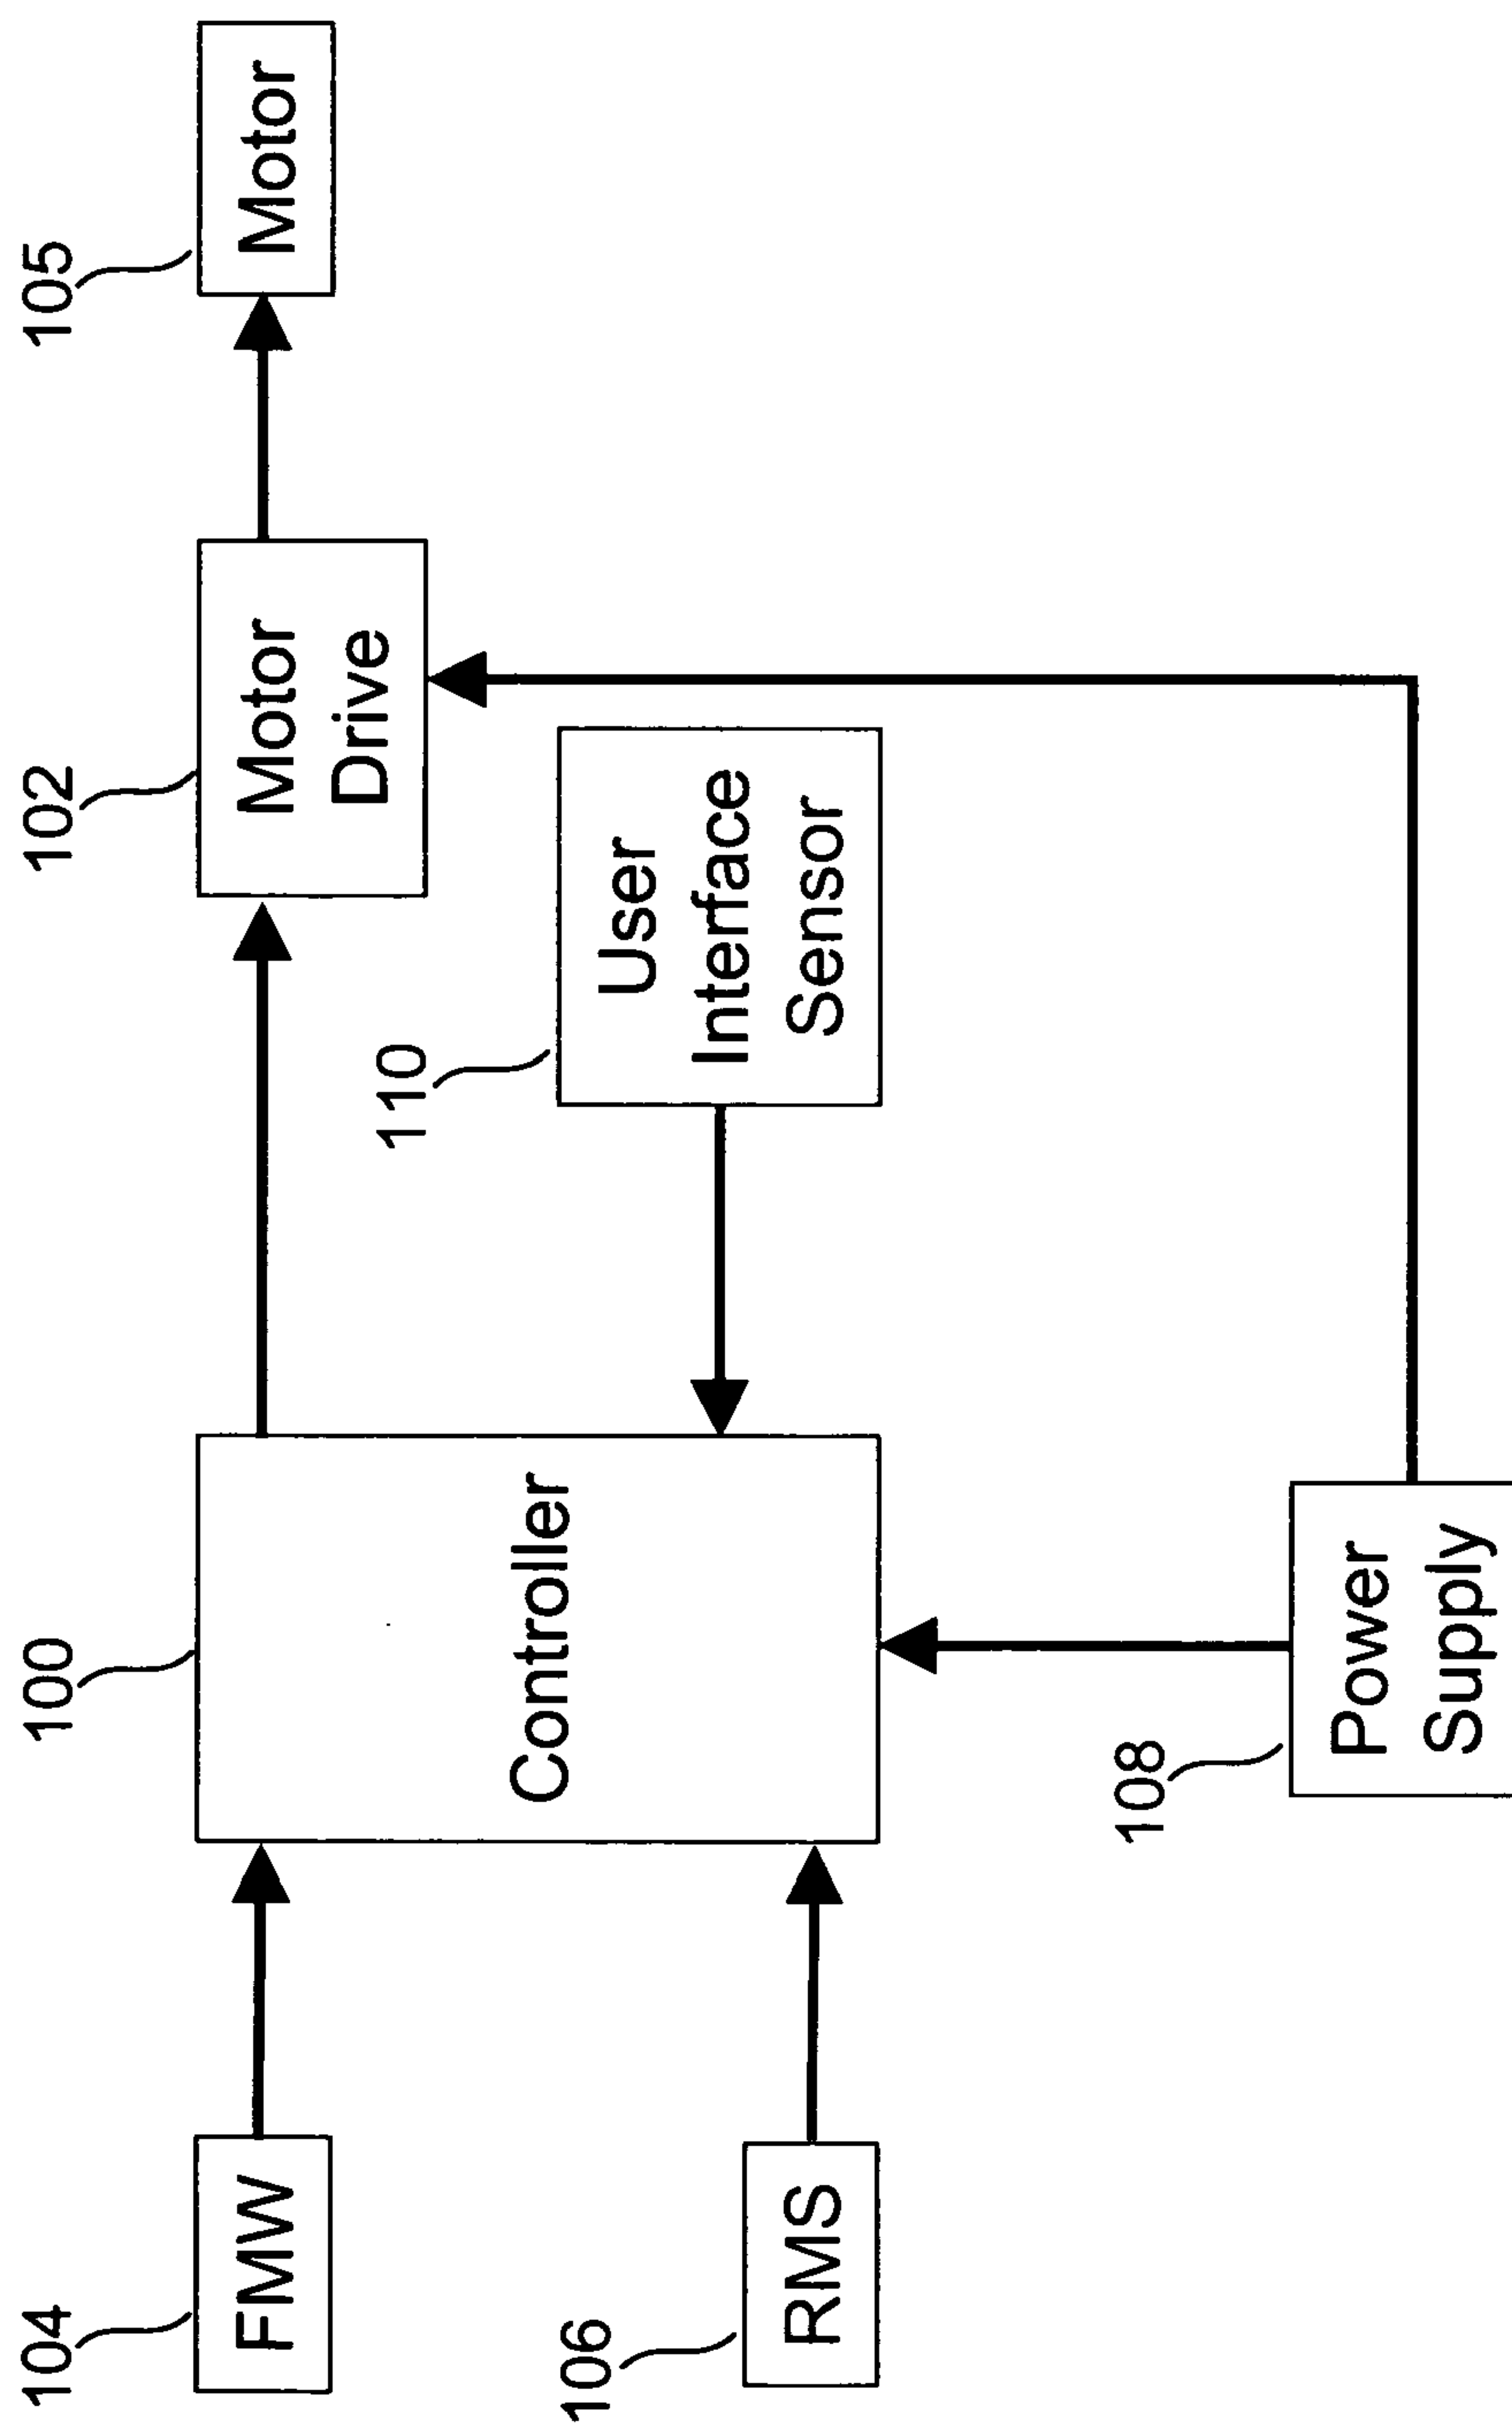 104
FMW
100
Controller
102
Motor
Drive
105
Motor
110
User
Interface
Sensor
106
RMS
108
Power
Supply